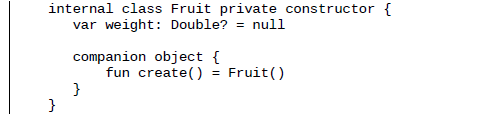 internal class Fruit private constructor {
    var weight: Double? = null

    companion object {
        fun create() = Fruit()
    }
}